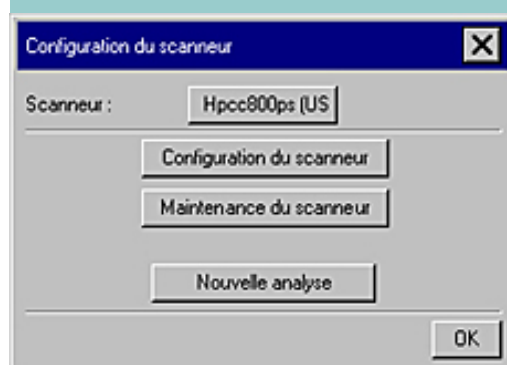 Configuration du scanneur
Scanneur : Hpcc800ps (US
Configuration du scanneur
Maintenance du scanneur
Nouvelle analyse
OK